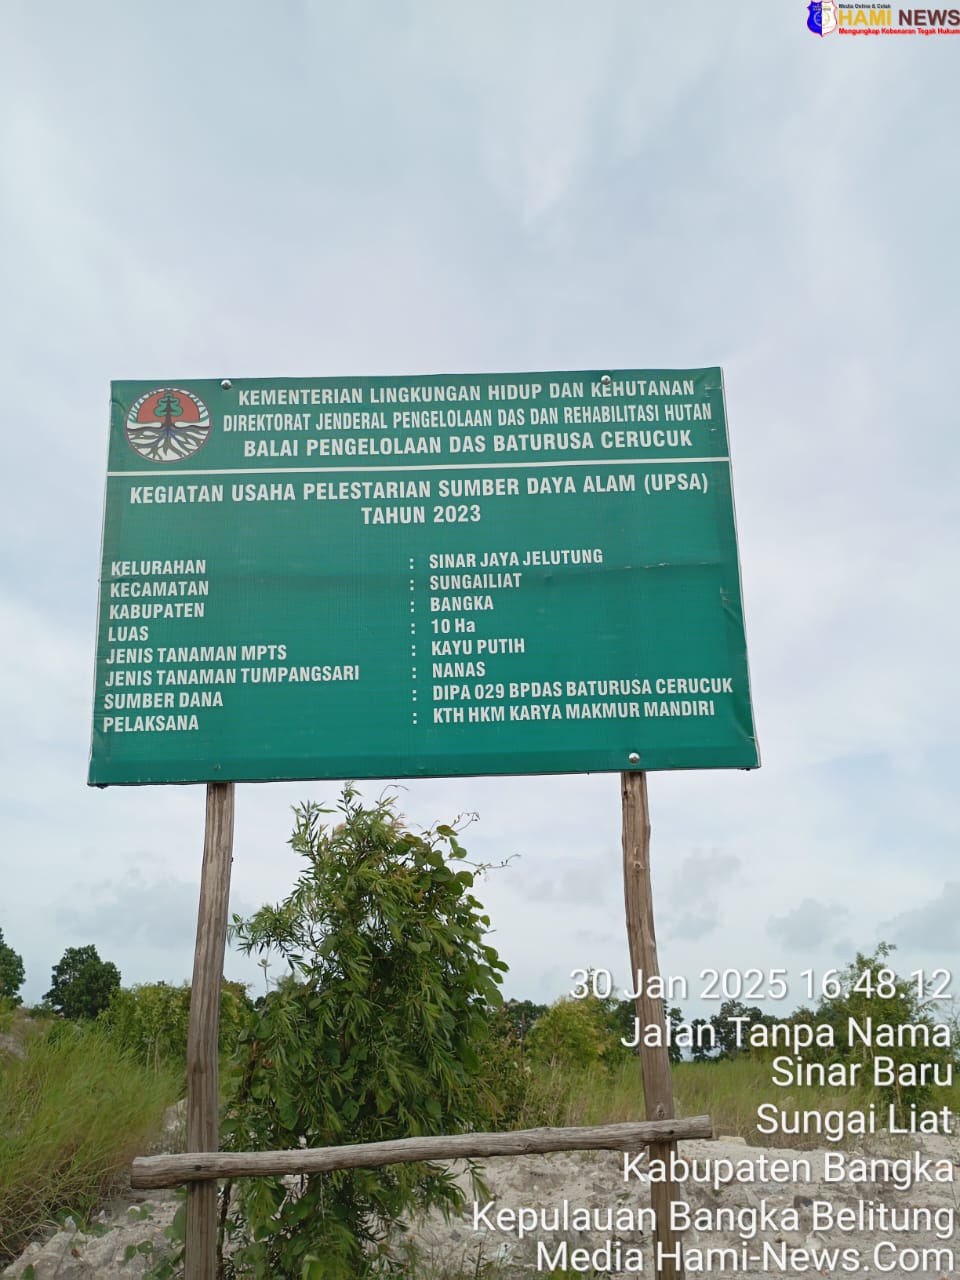 Media Online & Cetak
HAMI NEWS
Mengungkap Kebenaran Tegak Hukum
KEMENTERIAN LINGKUNGAN HIDUP DAN KEHUTANAN
DIREKTORAT JENDERAL PENGELOLAAN DAS DAN REHABILITASI HUTAN
BALAI PENGELOLAAN DAS BATURUSA CERUCUK
KEGIATAN USAHA PELESTARIAN SUMBER DAYA ALAM (UPSA)
TAHUN 2023
KELURAHAN : SINAR JAYA JELUTUNG
KECAMATAN : SUNGAILIAT
KABUPATEN : BANGKA
LUAS : 10 Ha
JENIS TANAMAN MPTS : KAYU PUTIH
JENIS TANAMAN TUMPANGSARI : NANAS
SUMBER DANA : DIPA 029 BPDAS BATURUSA CERUCUK
PELAKSANA : KTH HKM KARYA MAKMUR MANDIRI
30 Jan 2025 16.48.12
Jalan Tanpa Nama
Sinar Baru
Sungai Liat
Kabupaten Bangka
Kepulauan Bangka Belitung
Media Hami-News.Com